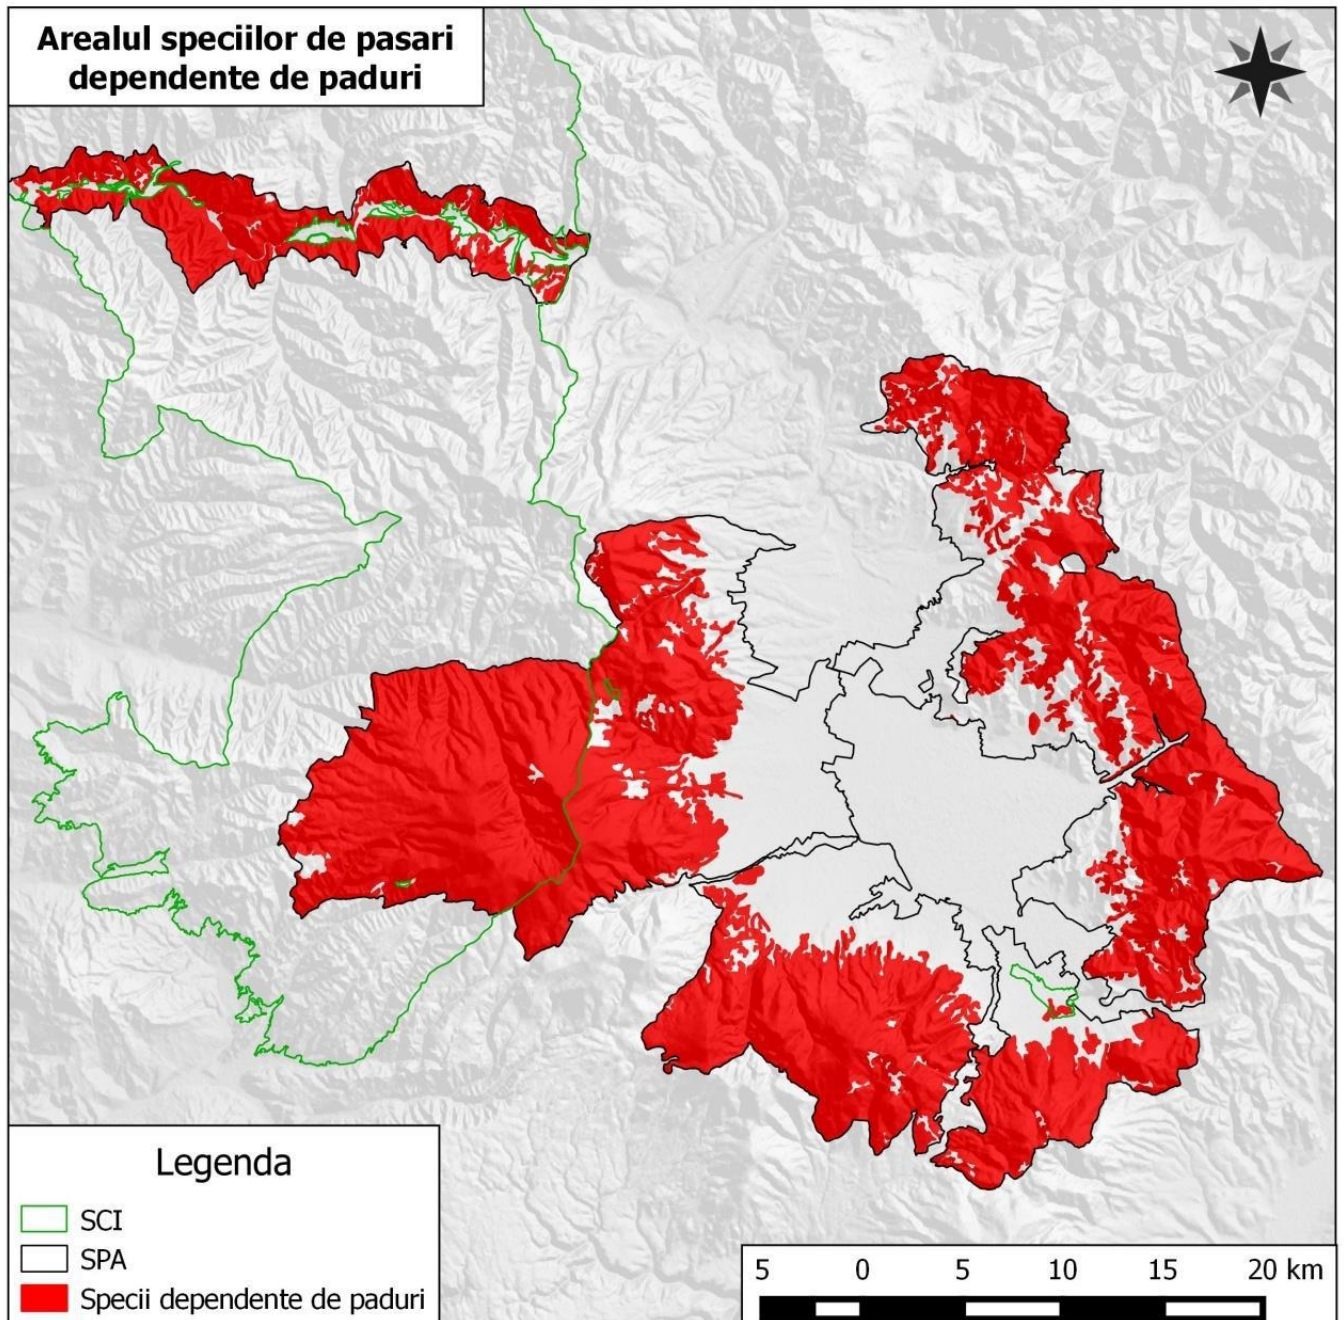 Arealul speciilor de pasari
dependente de paduri
Legenda
SCI
SPA
Specii dependente de paduri
5 0 5 10 15 20 km